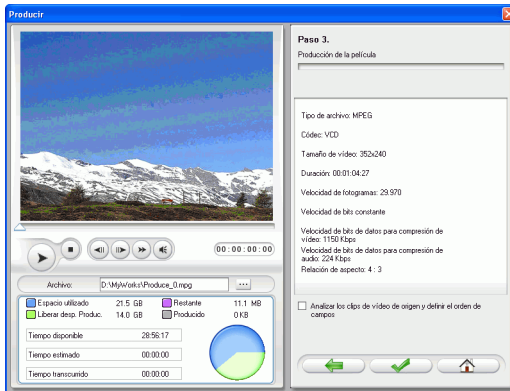 Producir
Paso 3.
Producción de la película
Tipo de archivo: MPEG
Códec: VCD
Tamaño de vídeo: 352x240
Duración: 00:01:04:27
Velocidad de fotogramas: 29.970
Velocidad de bits constante
Velocidad de bits de datos para compresión de
vídeo: 1150 Kbps
Velocidad de bits de datos para compresión de
audio: 224 Kbps
Relación de aspecto: 4 : 3
Analizar los clips de vídeo de origen y definir el orden de
campos
00:00:00:00
Archivo: D:\MyWorks\Produce_0.mpg ...
Espacio utilizado 21.5 GB Restante 11.1 MB
Liberar desp. Produc. 14.0 GB Producido 0 KB
Tiempo disponible 28:56:17
Tiempo estimado 00:00:00
Tiempo transcurrido 00:00:00